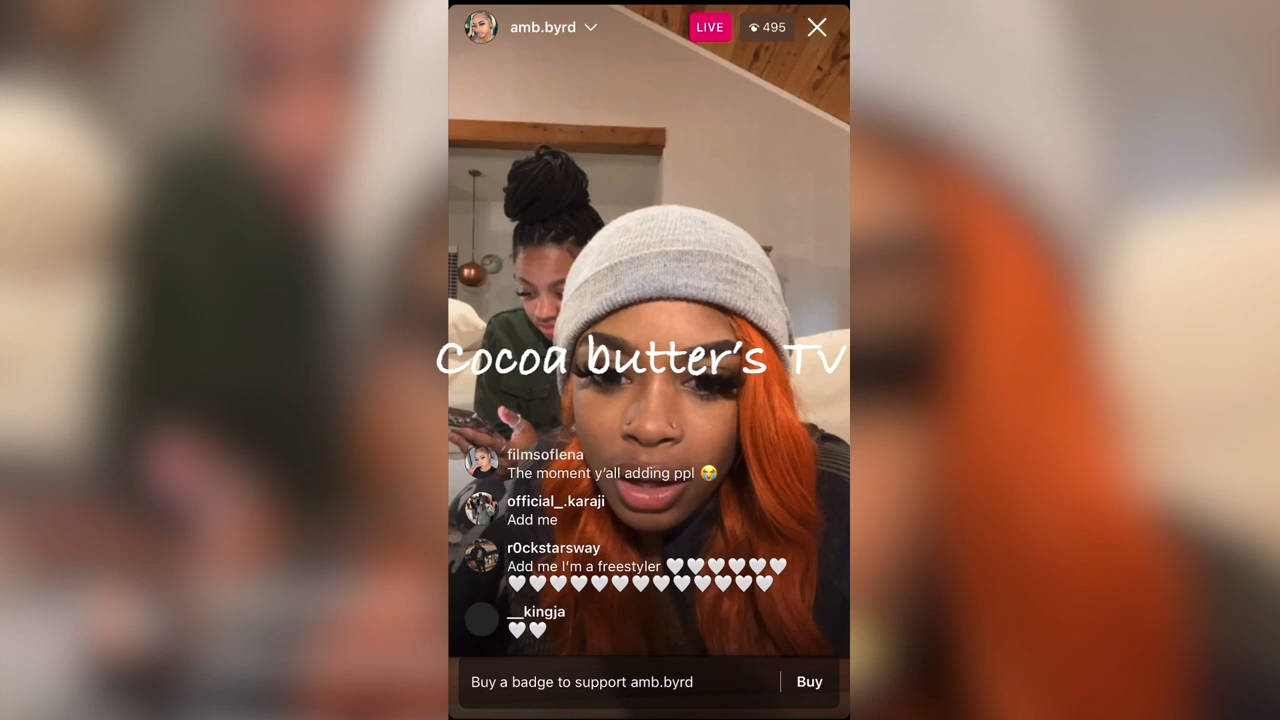 amb.byrd
LIVE
495
Cocoa butter's Tv
filmsoflena
The moment y'all adding ppl 😭
official_.karaji
Add me
r0ckstarsway
Add me I'm a freestyler 🤍🤍🤍🤍🤍🤍
🤍🤍🤍🤍🤍🤍🤍🤍🤍🤍🤍🤍🤍
__kingja
🤍🤍
Buy a badge to support amb.byrd
Buy